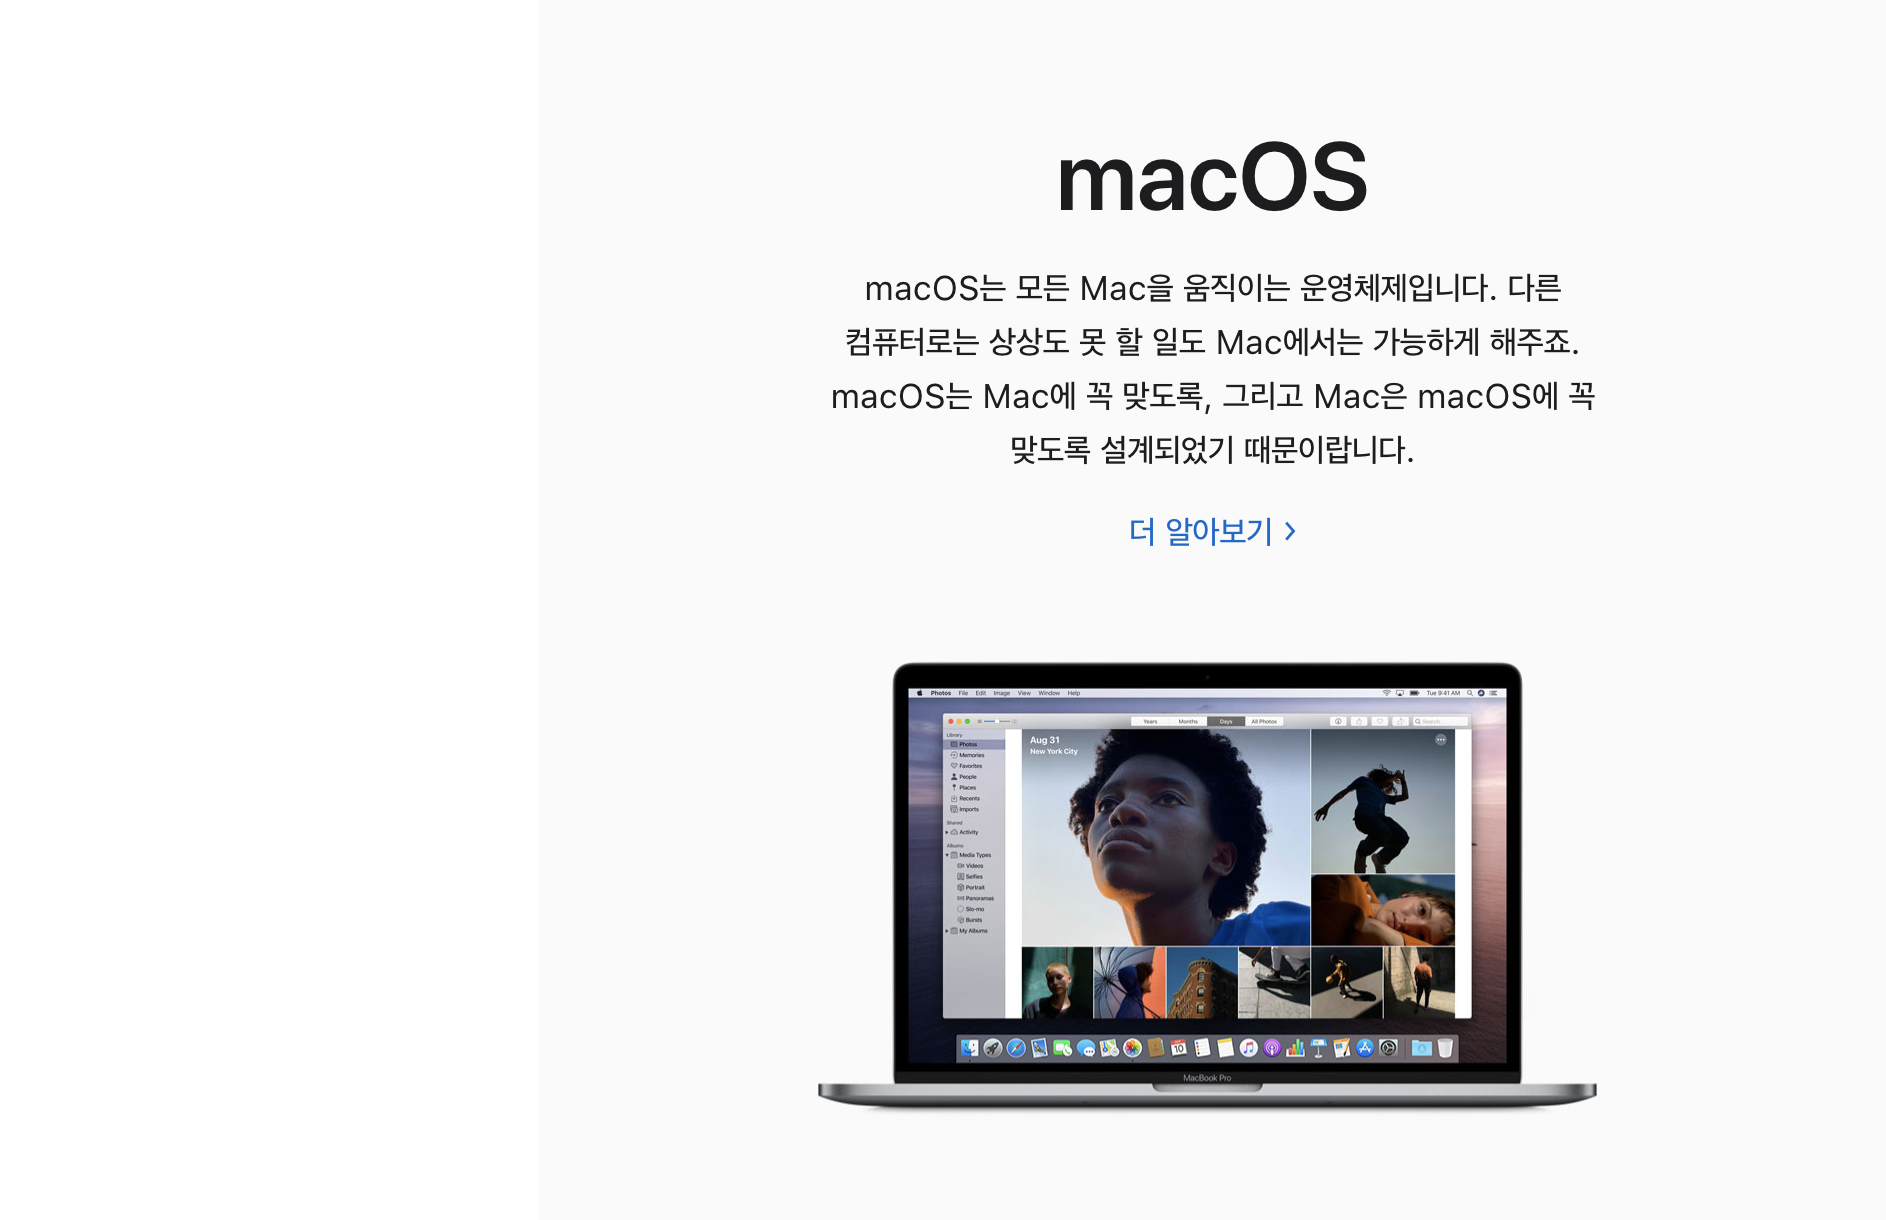 macOS
macOS는 모든 Mac을 움직이는 운영체제입니다. 다른
컴퓨터로는 상상도 못 할 일도 Mac에서는 가능하게 해주죠.
macOS는 Mac에 꼭 맞도록, 그리고 Mac은 macOS에 꼭
맞도록 설계되었기 때문이랍니다.
더 알아보기 >
Photos File Edit Image View Window Help Tue 9:41 AM
Years Months Days All Photos Search
Library
Photos
Memories
Favorites
People
Places
Recents
Imports
Shared
Activity
Albums
Media Types
Videos
Selfies
Portrait
Panoramas
Slo-mo
Bursts
My Albums
Aug 31
New York City
10
MacBook Pro